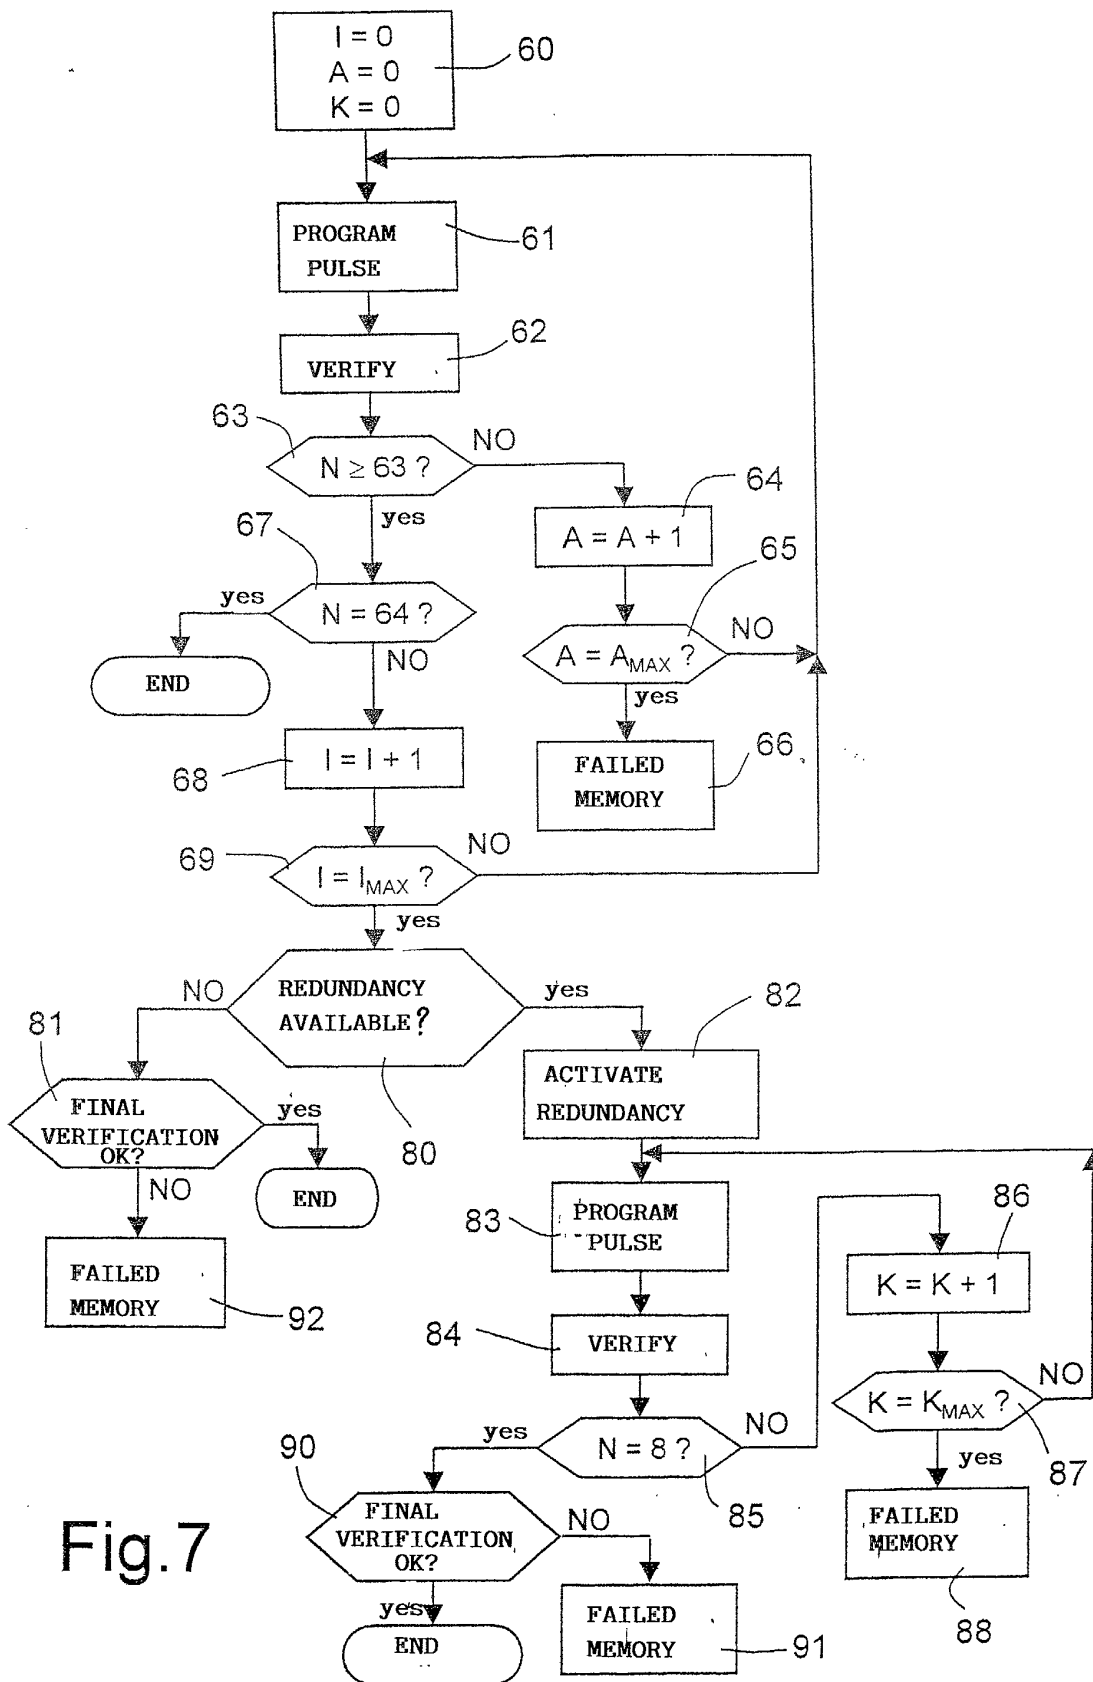 I = 0
A = 0
K = 0
60
PROGRAM
PULSE
61
VERIFY
62
63
N ≥ 63 ?
NO
yes
64
A = A + 1
67
65
yes
N = 64 ?
NO
A = AMAX ?
NO
END
yes
I = I + 1
68
FAILED
MEMORY
66
69
I = IMAX ?
NO
yes
REDUNDANCY
AVAILABLE?
NO
yes
80
82
81
ACTIVATE
REDUNDANCY
FINAL
VERIFICATION
OK?
yes
NO
END
FAILED
MEMORY
92
83
PROGRAM
PULSE
86
K = K + 1
84
VERIFY
K = KMAX ?
NO
yes
87
yes
N = 8 ?
NO
85
90
FINAL
VERIFICATION
OK?
NO
FAILED
MEMORY
88
Fig.7
yes
END
FAILED
MEMORY
91